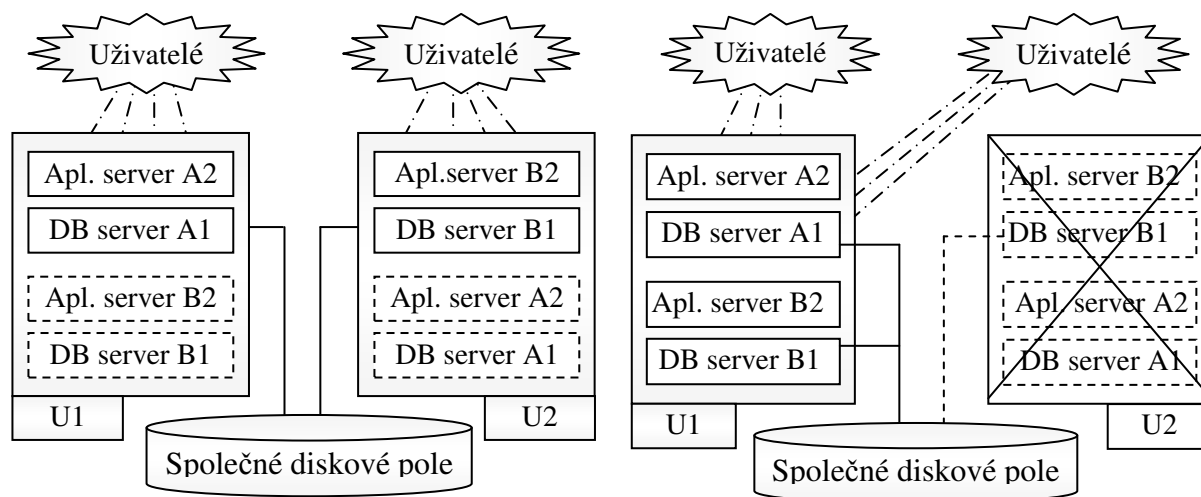 Uživatelé
Uživatelé
Apl. server A2
DB server A1
Apl. server B2
DB server B1
U1
Apl.server B2
DB server B1
Apl. server A2
DB server A1
U2
Společné diskové pole
Uživatelé
Uživatelé
Apl. server A2
DB server A1
Apl. server B2
DB server B1
U1
Apl. server B2
DB server B1
Apl. server A2
DB server A1
U2
Společné diskové pole